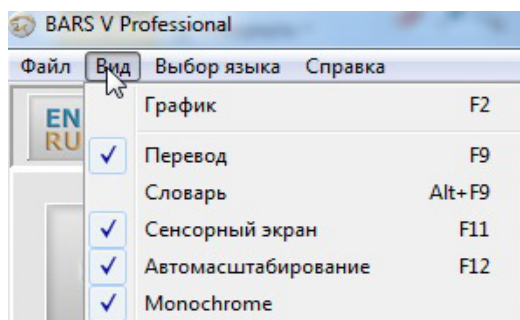 BARS V Professional
Файл Вид Выбор языка Справка
EN
RU
График F2
Перевод F9
Словарь Alt+F9
Сенсорный экран F11
Автомасштабирование F12
Monochrome